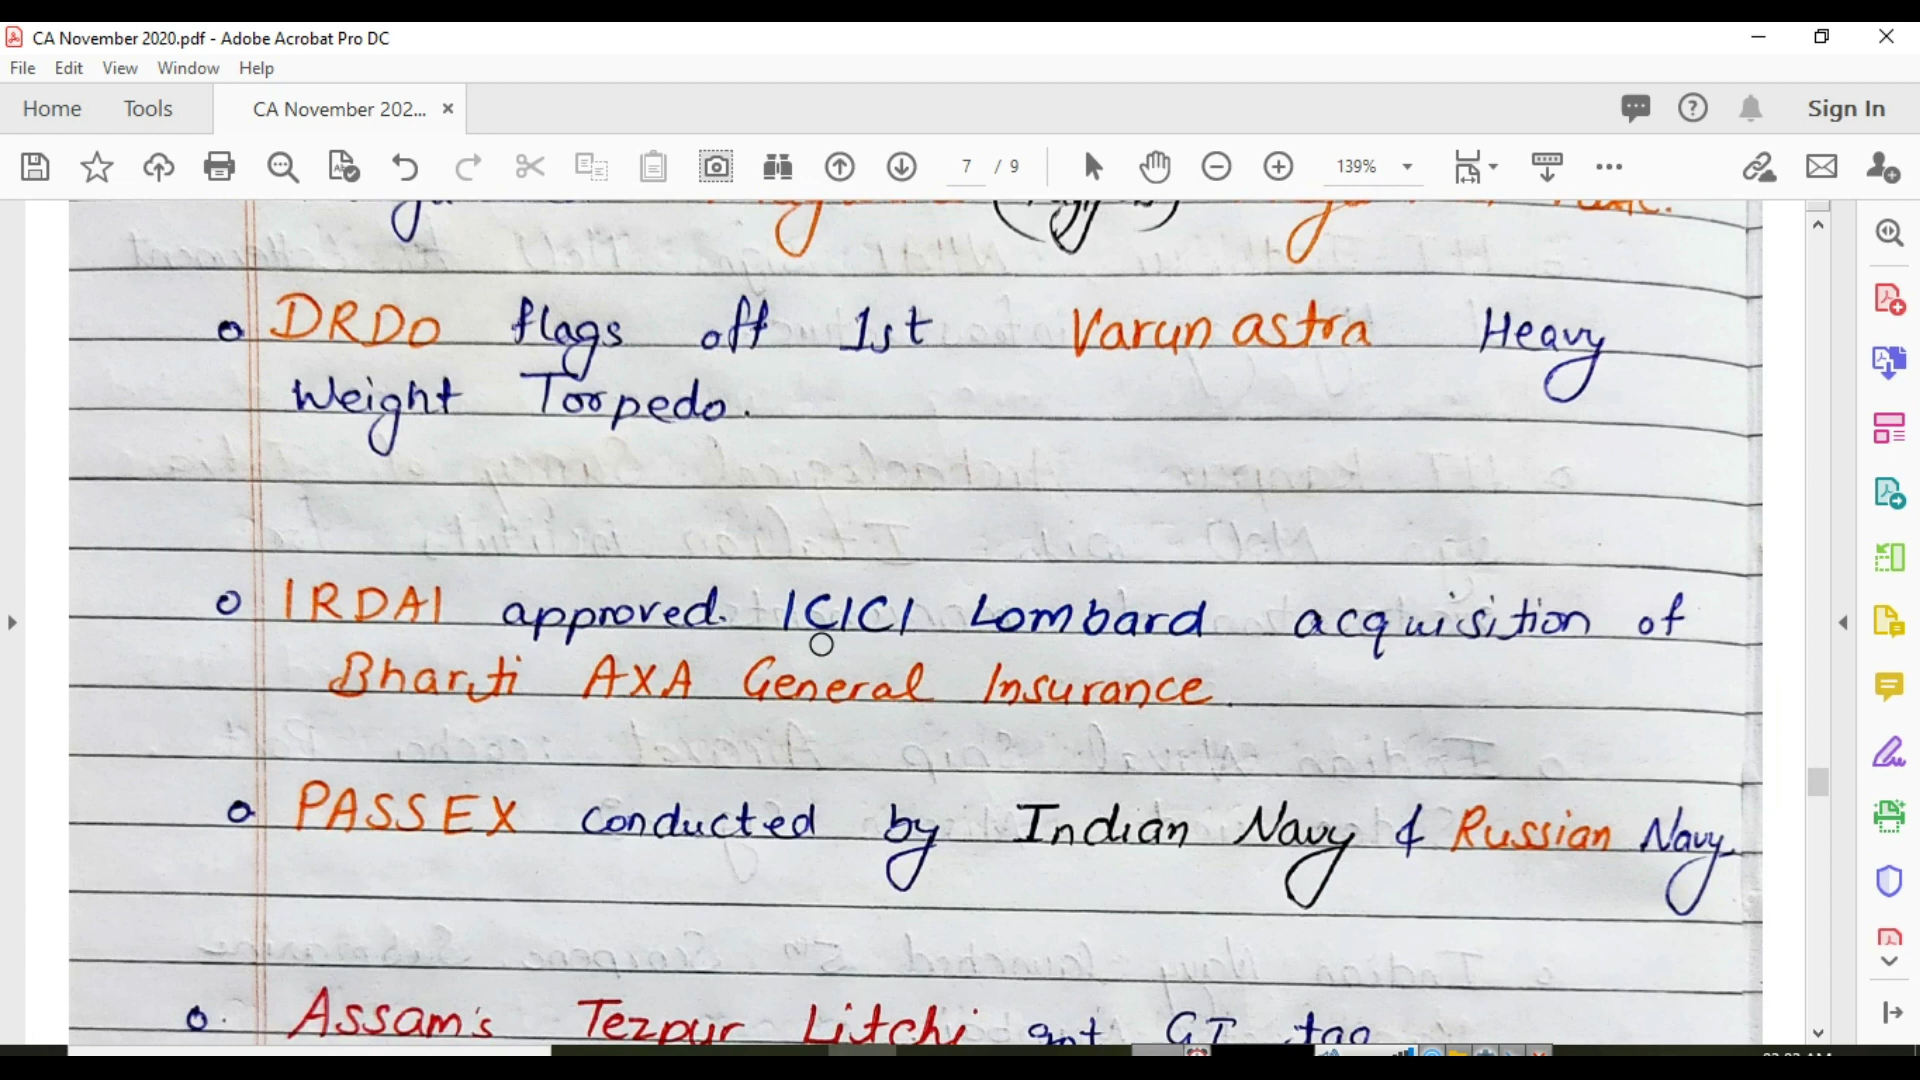 CA November 2020.pdf - Adobe Acrobat Pro DC
File Edit View Window Help
Home Tools CA November 202... × Sign In
7 / 9 139%
DRDO flags off 1st Varunastra Heavy
Weight Torpedo.
IRDAI approved. ICICI Lombard acquisition of
Bharti AXA General Insurance.
PASSEX conducted by Indian Navy & Russian Navy
Assam's Tezpur Litchi got GI tag